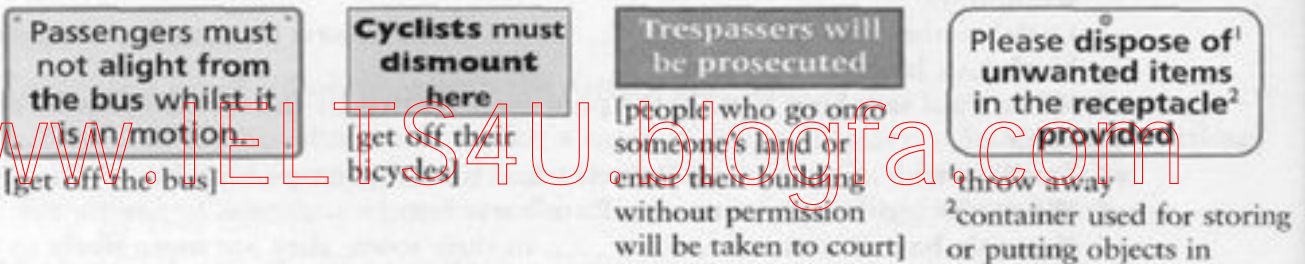 Passengers must
not alight from
the bus whilst it
is in motion.
[get off the bus]
Cyclists must
dismount
here
[get off their
bicycles]
Trespassers will
be prosecuted
[people who go onto
someone's land or
enter their building
without permission
will be taken to court]
Please dispose of¹
unwanted items
in the receptacle²
provided
¹throw away
²container used for storing
or putting objects in
www.IELTS4U.blogfa.com